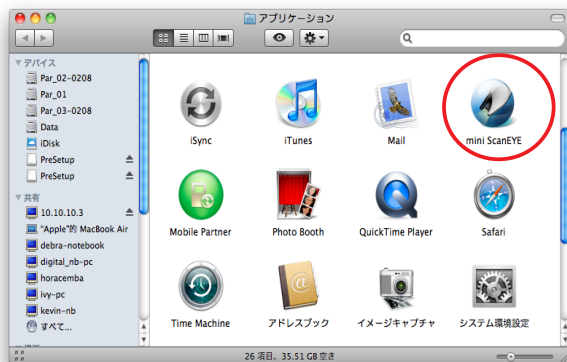 アプリケーション
デバイス
Par_02-0208
Par_01
Par_03-0208
Data
iDisk
PreSetup
PreSetup
共有
10.10.10.3
"Apple"的 MacBook Air
debra-notebook
digital_nb-pc
horacemba
ivy-pc
kevin-nb
すべて...
iSync
iTunes
Mail
mini ScanEYE
Mobile Partner
Photo Booth
QuickTime Player
Safari
Time Machine
アドレスブック
イメージキャプチャ
システム環境設定
26 項目、35.51 GB 空き